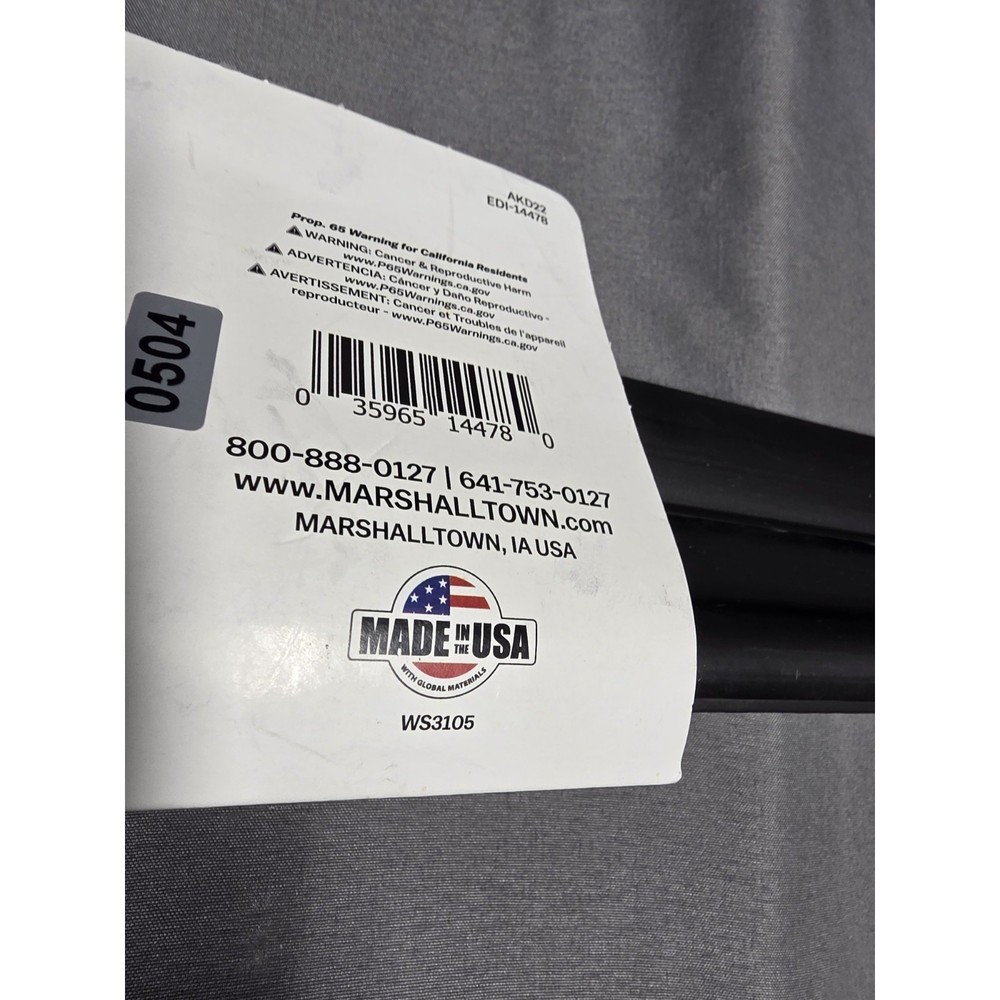 AKD22
EDI-14478
Prop. 65 Warning for California Residents
WARNING: Cancer & Reproductive Harm
www.P65Warnings.ca.gov
ADVERTENCIA: Cáncer y Daño Reproductivo -
www.P65Warnings.ca.gov
AVERTISSEMENT: Cancer et Troubles de l'appareil
reproducteur - www.P65Warnings.ca.gov
0504
0 35965 14478 0
800-888-0127 | 641-753-0127
www.MARSHALLTOWN.com
MARSHALLTOWN, IA USA
MADE IN THE USA
WITH GLOBAL MATERIALS
WS3105